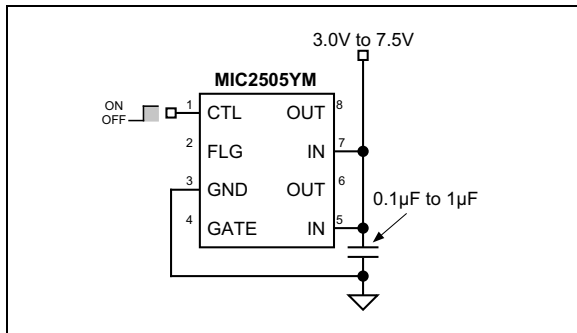 3.0V to 7.5V
MIC2505YM
ON
OFF
1 CTL OUT 8
2 FLG IN 7
3 GND OUT 6
4 GATE IN 5
0.1µF to 1µF